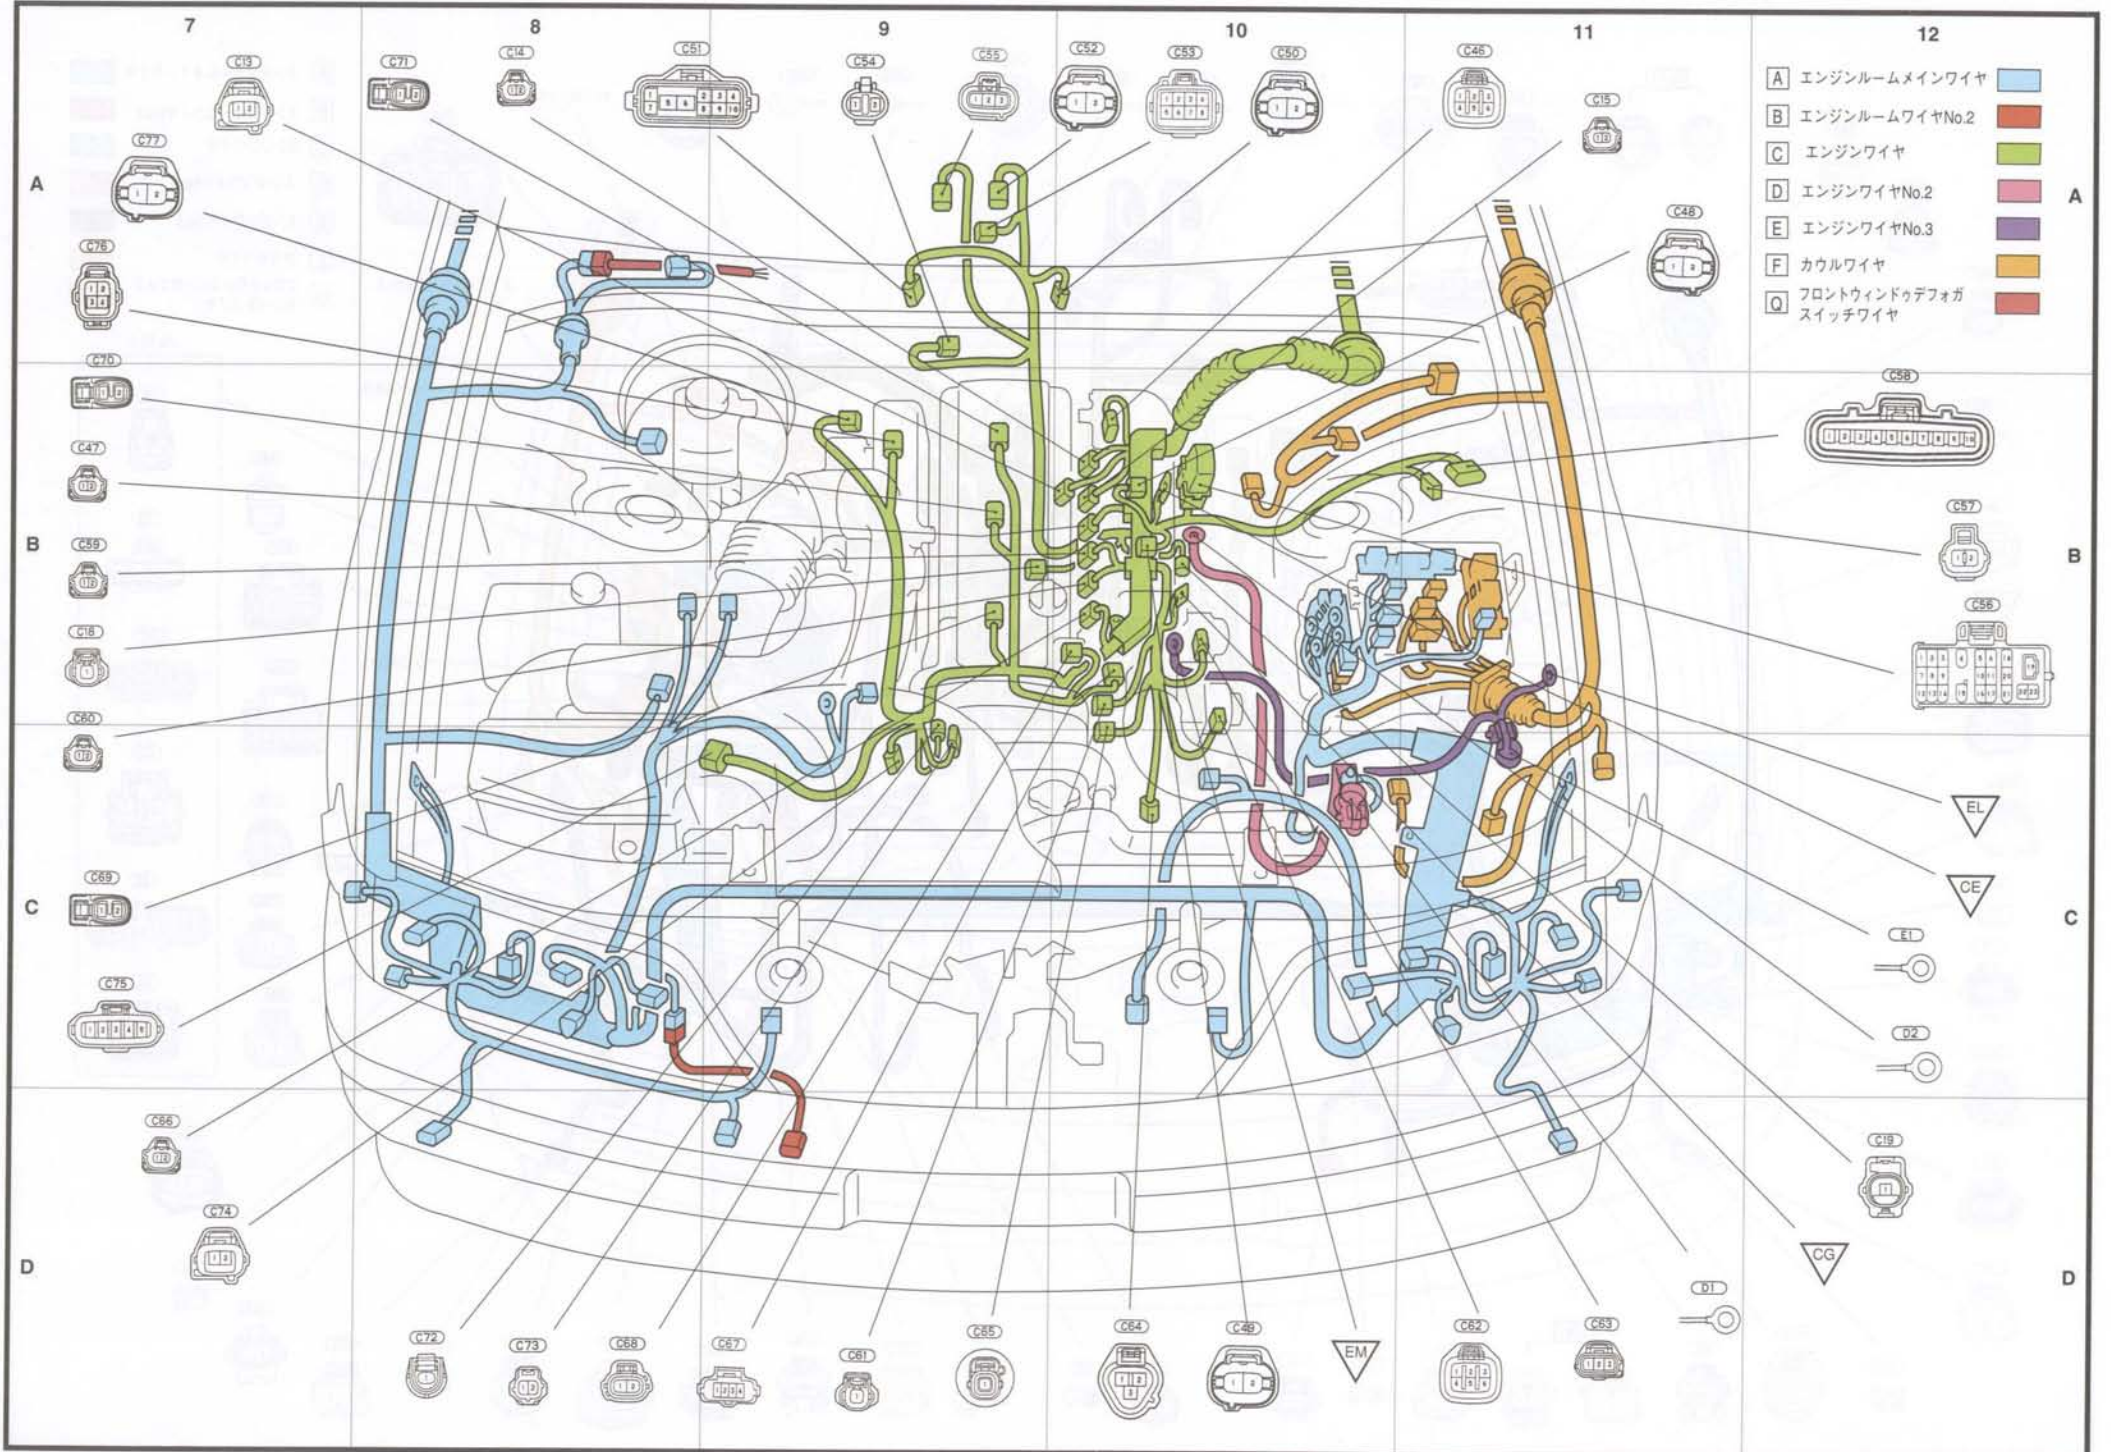 7 8 9 10 11 12
C13 C71 C14 C51 C54 C55 C52 C53 C50 C46
C15
A エンジンルームメインワイヤ
B エンジンルームワイヤNo.2
C エンジンワイヤ
D エンジンワイヤNo.2
E エンジンワイヤNo.3
F カウルワイヤ
Q フロントウィンドゥデフォガ
スイッチワイヤ
C77
A A
C48
C76
C70
C58
C47
C57
B B
C59
C56
C18
C60
EL
C69
CE
C C
E1
C75
D2
C66
C19
C74
CG
D D
D1
C72 C73 C68 C67 C61 C65 C64 C49 EM C62 C63